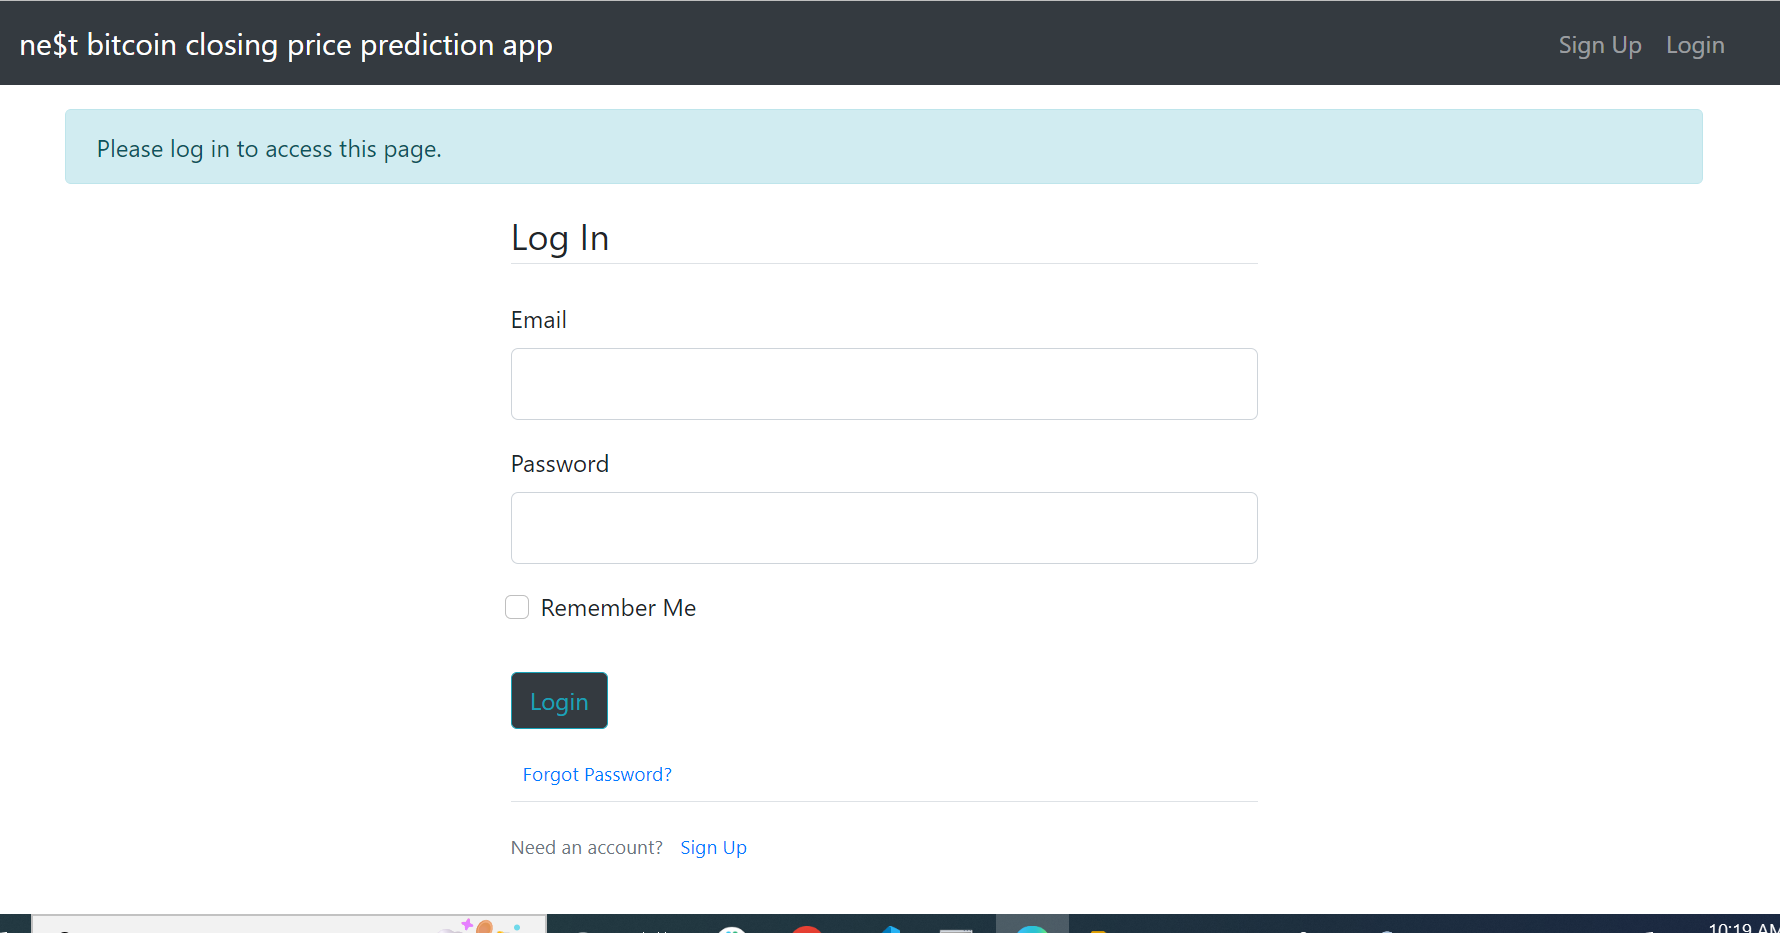 ne$t bitcoin closing price prediction app
Sign Up Login
Please log in to access this page.
Log In
Email
Password
Remember Me
Login
Forgot Password?
Need an account? Sign Up
10:19 AM